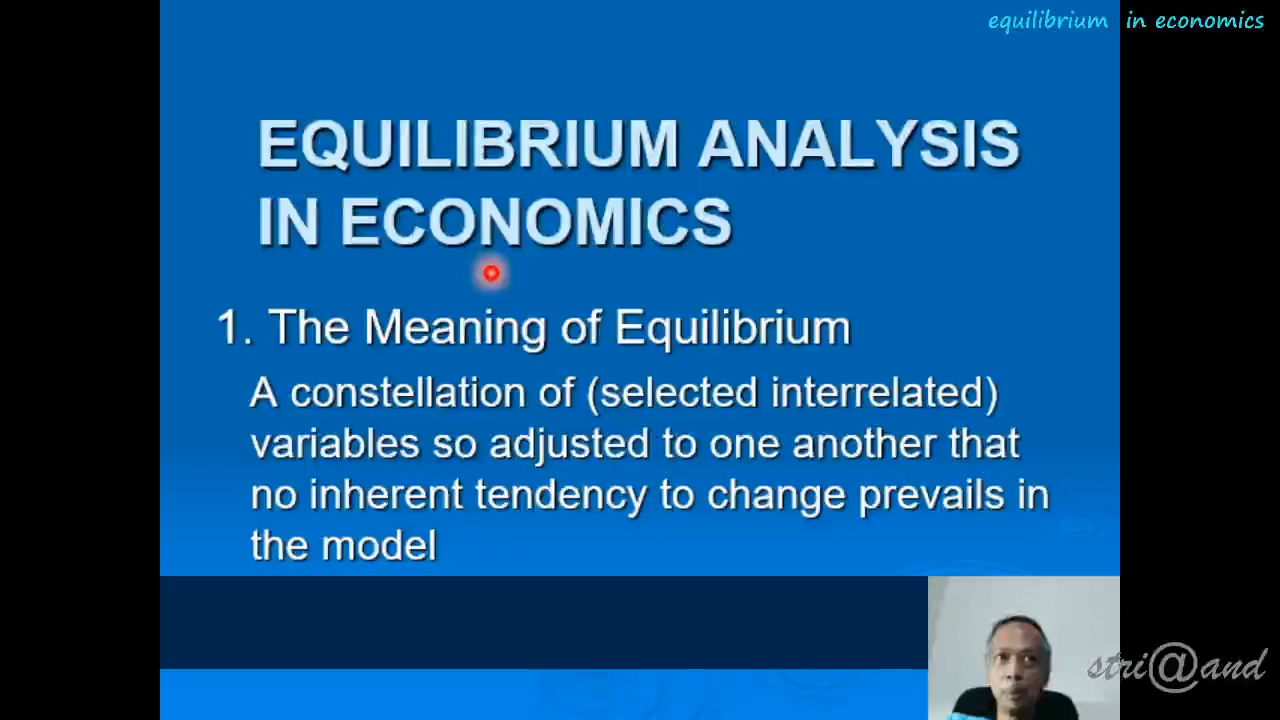 equilibrium in economics
EQUILIBRIUM ANALYSIS
IN ECONOMICS
1. The Meaning of Equilibrium
A constellation of (selected interrelated)
variables so adjusted to one another that
no inherent tendency to change prevails in
the model
stri@and